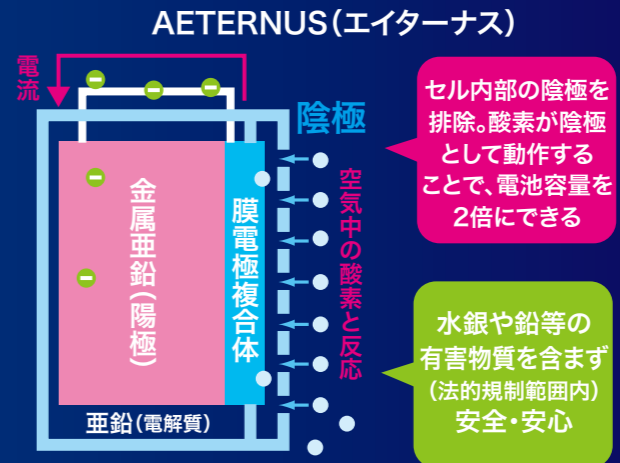 AETERNUS(エイターナス)
電流
陰極
金属亜鉛(陽極)
膜電極複合体
空気中の酸素と反応
亜鉛(電解質)
セル内部の陰極を
排除。酸素が陰極
として動作する
ことで、電池容量を
2倍にできる
水銀や鉛等の
有害物質を含まず
(法的規制範囲内)
安全・安心